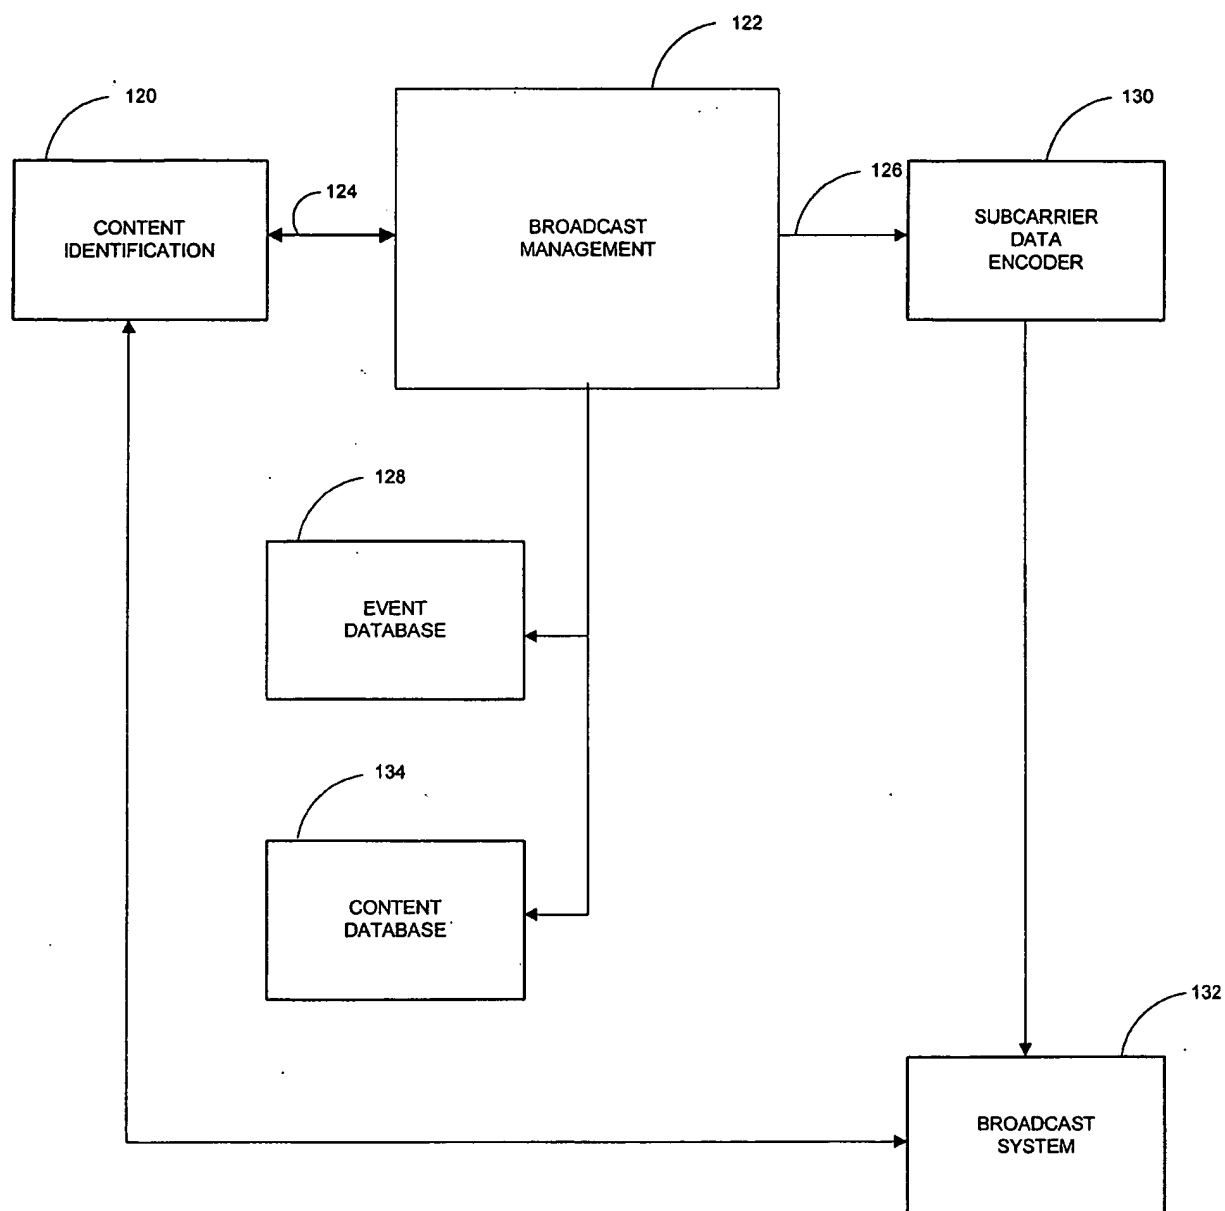 122
120
130
124
126
CONTENT
IDENTIFICATION
BROADCAST
MANAGEMENT
SUBCARRIER
DATA
ENCODER
128
EVENT
DATABASE
134
CONTENT
DATABASE
132
BROADCAST
SYSTEM